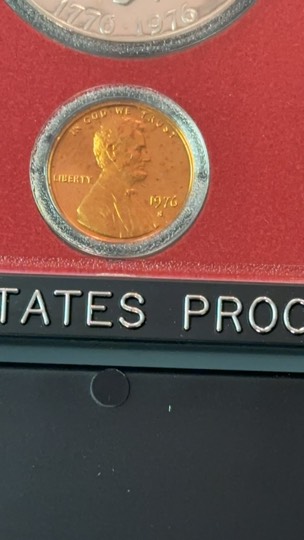 1776·1976
IN GOD WE TRUST
LIBERTY
1976
S
TATES PROO